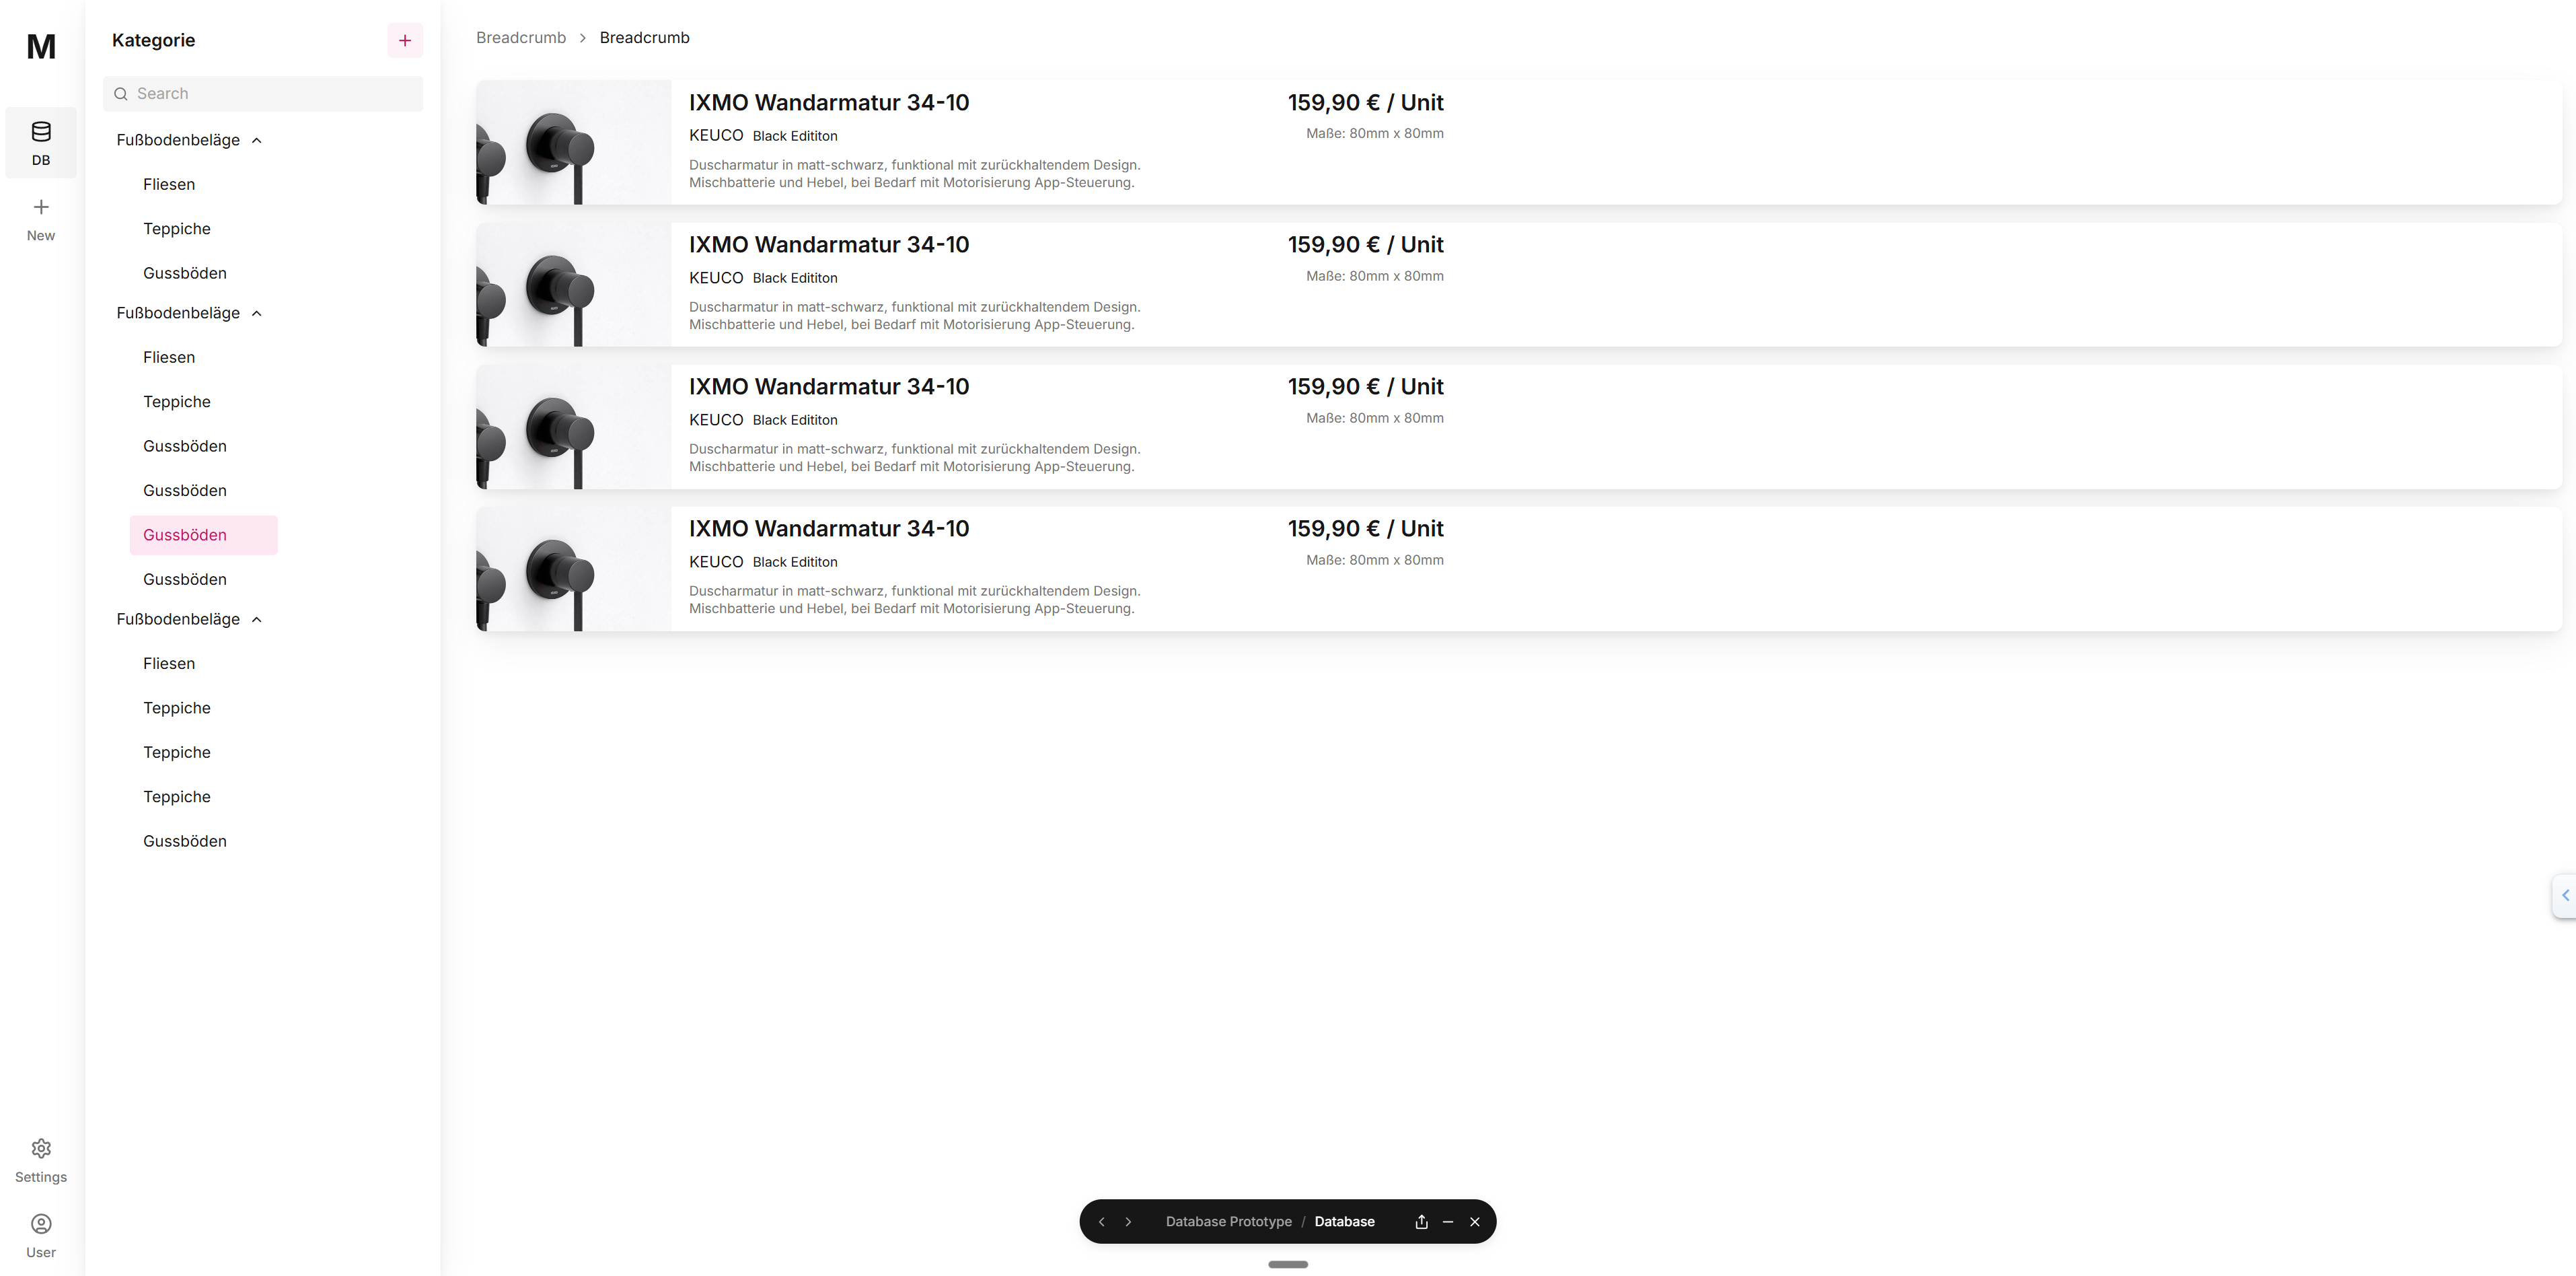 M
DB
New
Settings
User
Kategorie
Search
Fußbodenbeläge
Fliesen
Teppiche
Gussböden
Fußbodenbeläge
Fliesen
Teppiche
Gussböden
Gussböden
Gussböden
Gussböden
Fußbodenbeläge
Fliesen
Teppiche
Teppiche
Teppiche
Gussböden
Breadcrumb > Breadcrumb
IXMO Wandarmatur 34-10
KEUCO Black Edititon
Duscharmatur in matt-schwarz, funktional mit zurückhaltendem Design.
Mischbatterie und Hebel, bei Bedarf mit Motorisierung App-Steuerung.
159,90 € / Unit
Maße: 80mm x 80mm
IXMO Wandarmatur 34-10
KEUCO Black Edititon
Duscharmatur in matt-schwarz, funktional mit zurückhaltendem Design.
Mischbatterie und Hebel, bei Bedarf mit Motorisierung App-Steuerung.
159,90 € / Unit
Maße: 80mm x 80mm
IXMO Wandarmatur 34-10
KEUCO Black Edititon
Duscharmatur in matt-schwarz, funktional mit zurückhaltendem Design.
Mischbatterie und Hebel, bei Bedarf mit Motorisierung App-Steuerung.
159,90 € / Unit
Maße: 80mm x 80mm
IXMO Wandarmatur 34-10
KEUCO Black Edititon
Duscharmatur in matt-schwarz, funktional mit zurückhaltendem Design.
Mischbatterie und Hebel, bei Bedarf mit Motorisierung App-Steuerung.
159,90 € / Unit
Maße: 80mm x 80mm
Database Prototype / Database